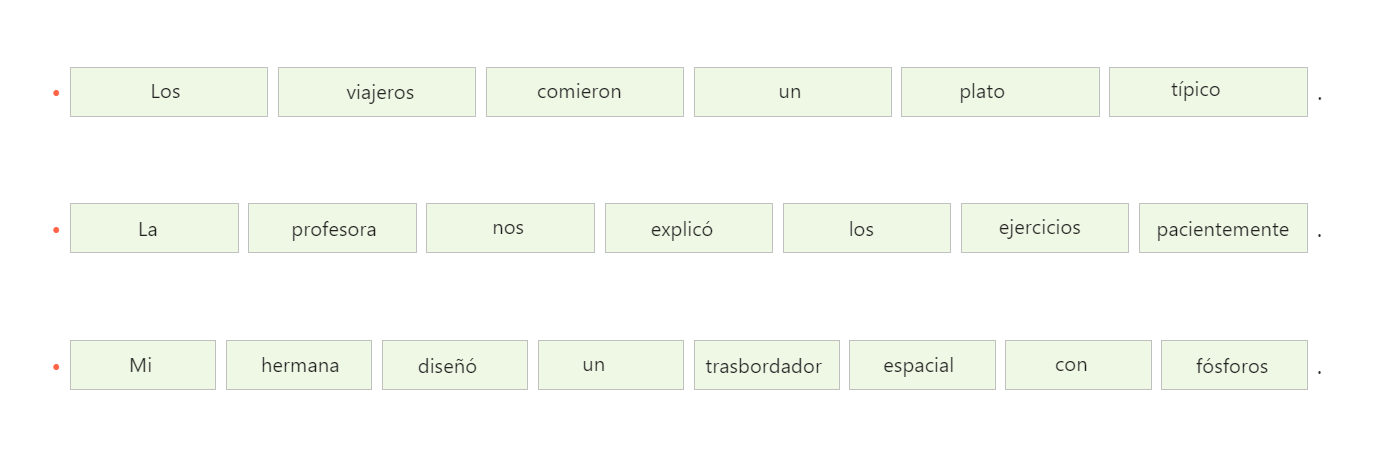 • Los viajeros comieron un plato típico .
• La profesora nos explicó los ejercicios pacientemente .
• Mi hermana diseñó un trasbordador espacial con fósforos .